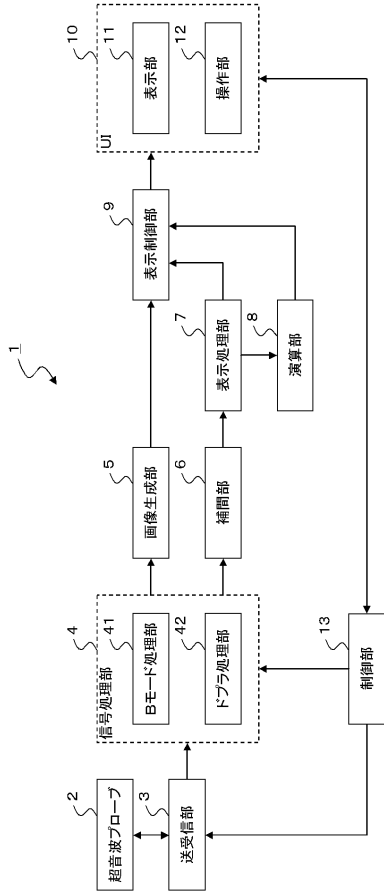 1
2
超音波プローブ
3
送受信部
4
信号処理部
41
Bモード処理部
42
ドプラ処理部
5
画像生成部
6
補間部
7
表示処理部
8
演算部
9
表示制御部
10
UI
11
表示部
12
操作部
13
制御部